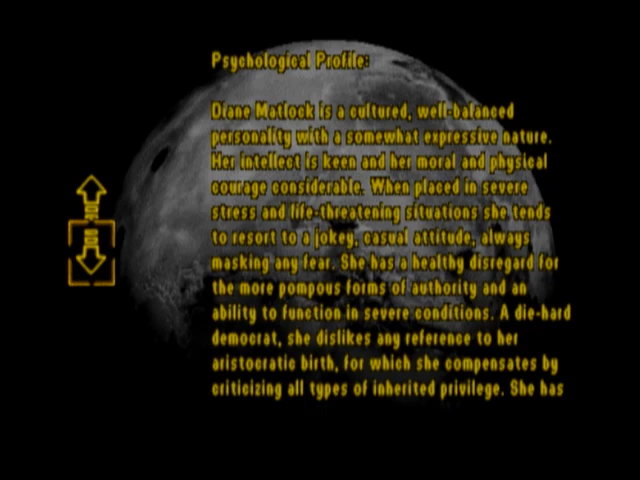 Psychological Profile:
Diane Matlock is a cultured, well-balanced
personality with a somewhat expressive nature.
Her intellect is keen and her moral and physical
courage considerable. When placed in severe
stress and life-threatening situations she tends
to resort to a jokey, casual attitude, always
masking any fear. She has a healthy disregard for
the more pompous forms of authority and an
ability to function in severe conditions. A die-hard
democrat, she dislikes any reference to her
aristocratic birth, for which she compensates by
criticizing all types of inherited privilege. She has